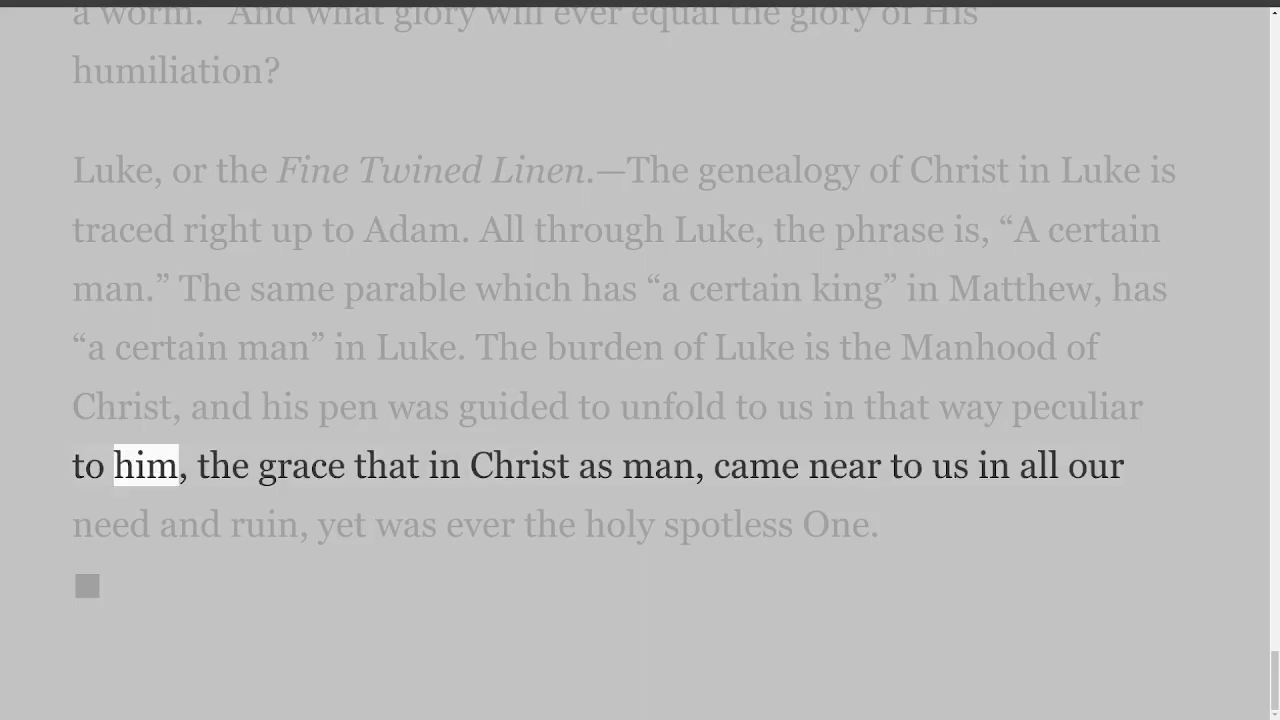 a worm.” And what glory will ever equal the glory of His
humiliation?
Luke, or the Fine Twined Linen.—The genealogy of Christ in Luke is
traced right up to Adam. All through Luke, the phrase is, “A certain
man.” The same parable which has “a certain king” in Matthew, has
“a certain man” in Luke. The burden of Luke is the Manhood of
Christ, and his pen was guided to unfold to us in that way peculiar
to him, the grace that in Christ as man, came near to us in all our
need and ruin, yet was ever the holy spotless One.